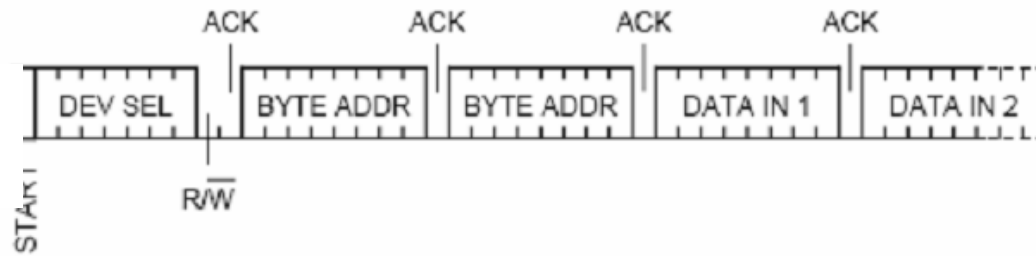 ACK ACK ACK ACK
DEV SEL BYTE ADDR BYTE ADDR DATA IN 1 DATA IN 2
R/W̅
START